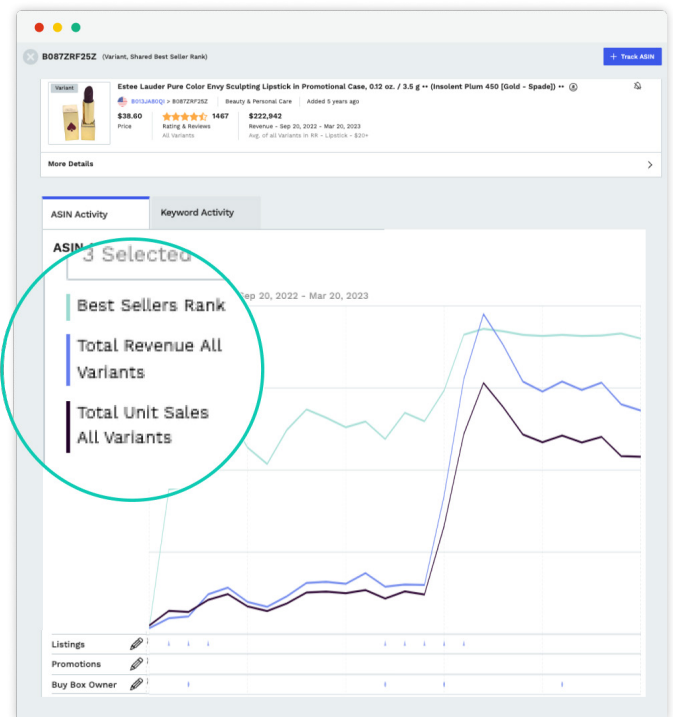 B087ZRF25Z (Variant, Shared Best Seller Rank)
+ Track ASIN
Variant
Estee Lauder Pure Color Envy Sculpting Lipstick in Promotional Case, 0.12 oz. / 3.5 g •• (Insolent Plum 450 [Gold - Spade]) ••
B013JAB0QI > B087ZRF25Z Beauty & Personal Care Added 5 years ago
$38.60 1467 $222,942
Price Rating & Reviews Revenue - Sep 20, 2022 - Mar 20, 2023
All Variants Avg. of all Variants in RR - Lipstick - $20+
More Details
ASIN Activity Keyword Activity
ASIN
3 Selected
Sep 20, 2022 - Mar 20, 2023
Best Sellers Rank
Total Revenue All
Variants
Total Unit Sales
All Variants
Listings
Promotions
Buy Box Owner